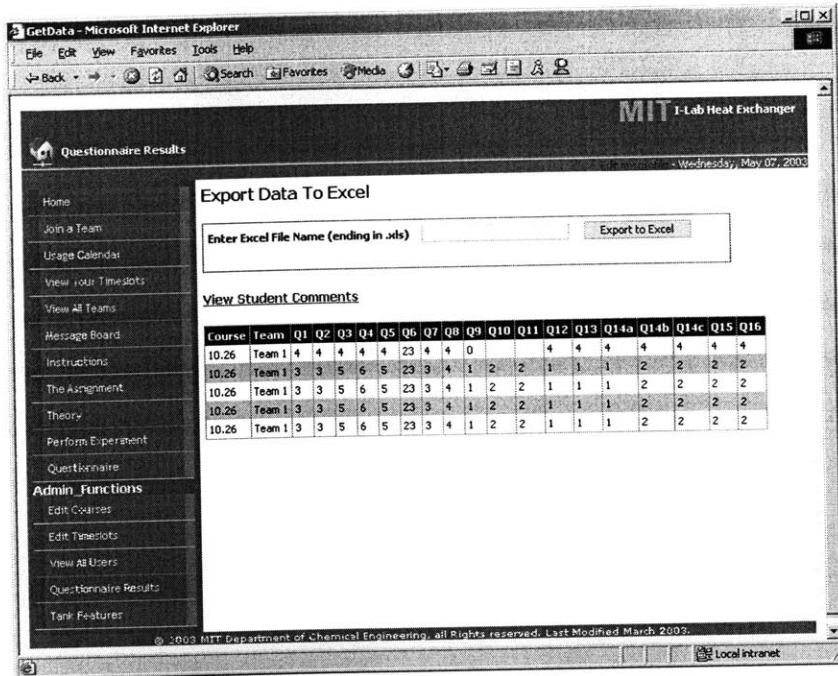 GetData - Microsoft Internet Explorer
File Edit View Favorites Tools Help
Back Search Favorites Media
MIT I-Lab Heat Exchanger
Questionnaire Results
- Wednesday, May 07, 2003
Home
Join a Team
Usage Calendar
View Your Timeslots
View All Teams
Message Board
Instructions
The Assignment
Theory
Perform Experiment
Questionnaire
Admin_Functions
Edit Courses
Edit Timeslots
View All Users
Questionnaire Results
Tank Features
Export Data To Excel
Enter Excel File Name (ending in .xls) Export to Excel
View Student Comments
Course Team Q1 Q2 Q3 Q4 Q5 Q6 Q7 Q8 Q9 Q10 Q11 Q12 Q13 Q14a Q14b Q14c Q15 Q16
10.26 Team 1 4 4 4 4 4 23 4 4 0 4 4 4 4 4 4 4
10.26 Team 1 3 3 5 6 5 23 3 4 1 2 2 1 1 1 2 2 2 2
10.26 Team 1 3 3 5 6 5 23 3 4 1 2 2 1 1 1 2 2 2 2
10.26 Team 1 3 3 5 6 5 23 3 4 1 2 2 1 1 1 2 2 2 2
10.26 Team 1 3 3 5 6 5 23 3 4 1 2 2 1 1 1 2 2 2 2
© 2003 MIT Department of Chemical Engineering, all Rights reserved. Last Modified March 2003.
Local intranet